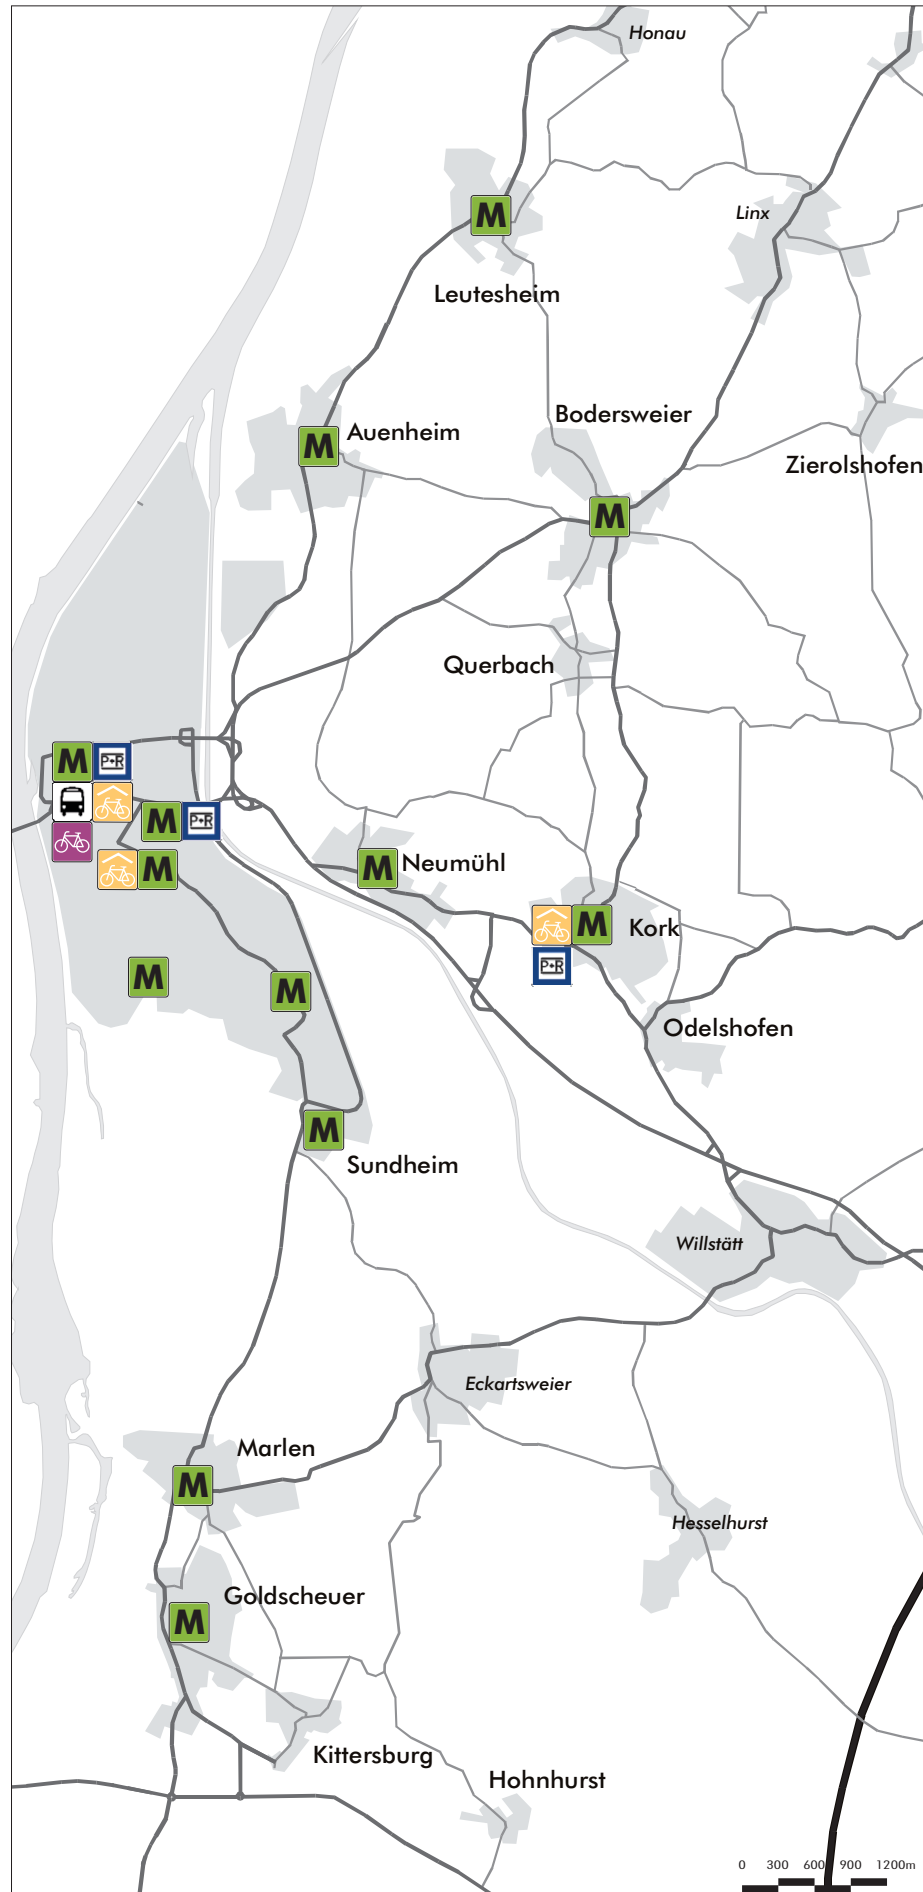 Honau
Linx
M
Leutesheim
Bodersweier
M Auenheim
Zierolshofen
M
Querbach
M P+R
M P+R
M Neumühl
M
M Kork
P+R
M
M
Odelshofen
M
Sundheim
Willstätt
Eckartsweier
Marlen
M
Hesselhurst
Goldscheuer
M
Kittersburg
Hohnhurst
0 300 600 900 1200m